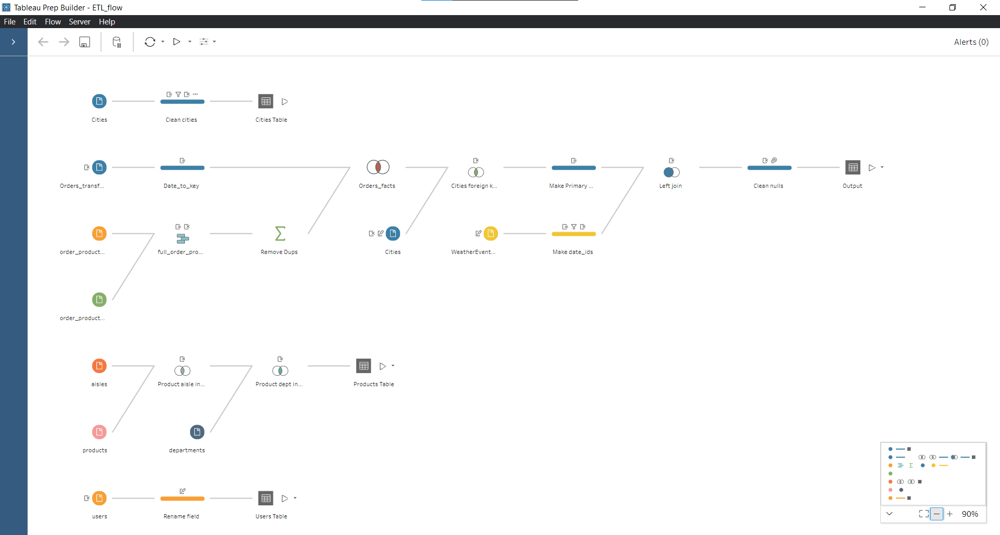 Tableau Prep Builder - ETL_flow
File Edit Flow Server Help
Alerts (0)
Cities Clean cities Cities Table
Orders_transf... Date_to_key Orders_facts Cities foreign k... Make Primary ... Left join Clean nulls Output
order_product... full_order_pro... Remove Dups Cities WeatherEvent... Make date_ids
order_product...
aisles Product aisle in... Product dept in... Products Table
products departments
users Rename field Users Table
90%